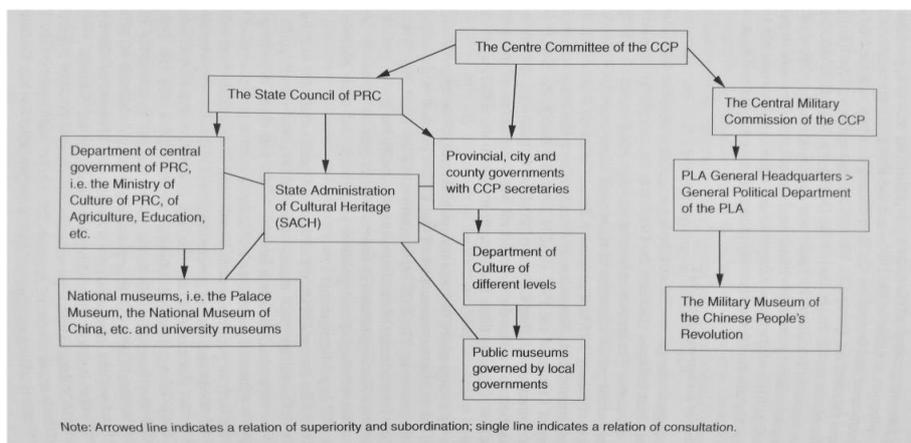 The Centre Committee of the CCP
The State Council of PRC
The Central Military
Commission of the CCP
Department of central
government of PRC,
i.e. the Ministry of
Culture of PRC, of
Agriculture, Education,
etc.
State Administration
of Cultural Heritage
(SACH)
Provincial, city and
county governments
with CCP secretaries
PLA General Headquarters >
General Political Department
of the PLA
Department of
Culture of
different levels
National museums, i.e. the Palace
Museum, the National Museum of
China, etc. and university museums
The Military Museum of
the Chinese People's
Revolution
Public museums
governed by local
governments
Note: Arrowed line indicates a relation of superiority and subordination; single line indicates a relation of consultation.